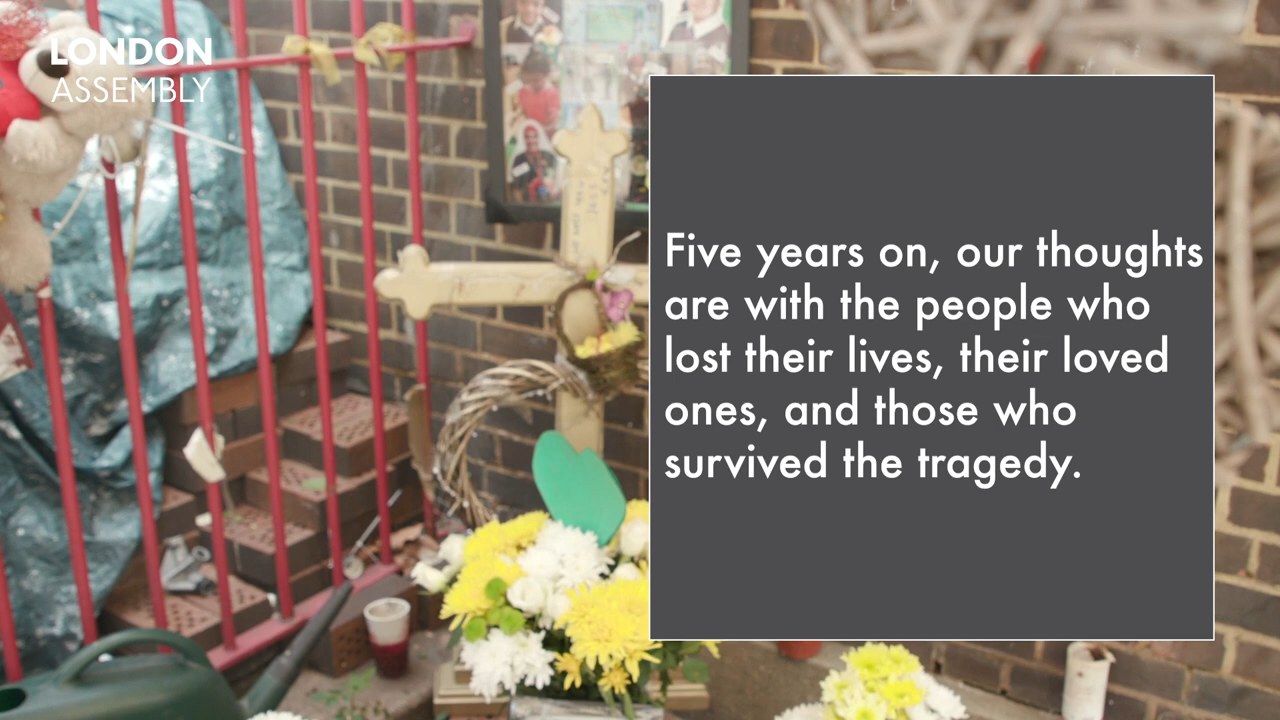 LONDON
ASSEMBLY
Five years on, our thoughts
are with the people who
lost their lives, their loved
ones, and those who
survived the tragedy.